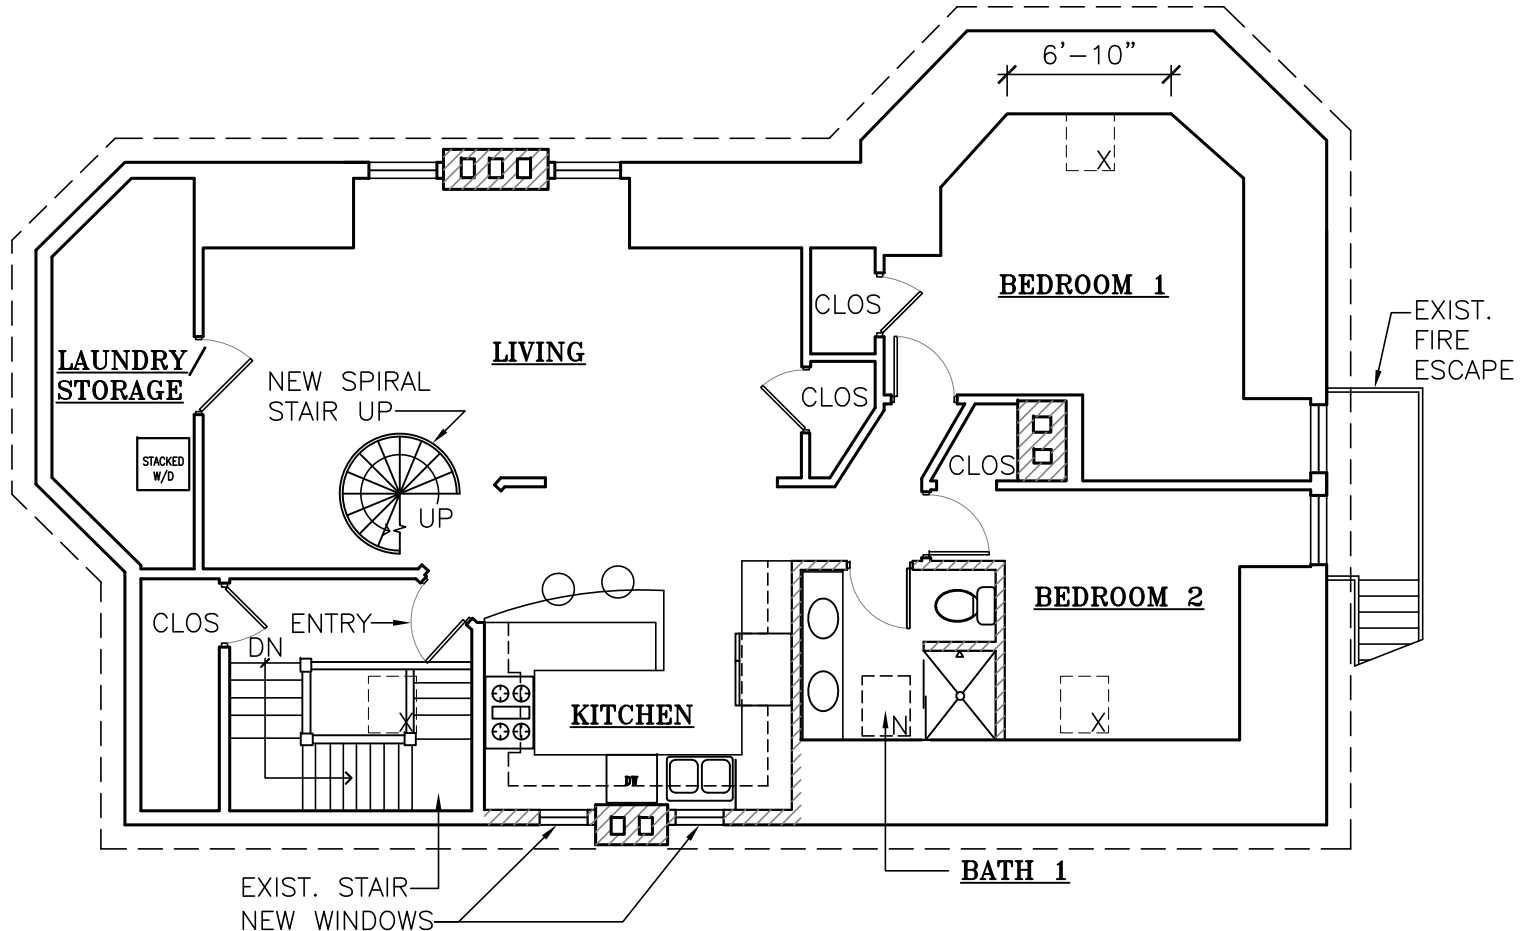 6'-10"
X
BEDROOM 1
CLOS
EXIST.
FIRE
ESCAPE
LIVING
LAUNDRY/
STORAGE
NEW SPIRAL
STAIR UP
CLOS
CLOS
STACKED
W/D
UP
BEDROOM 2
CLOS
ENTRY
DN
KITCHEN
X
N
X
DW
BATH 1
EXIST. STAIR
NEW WINDOWS